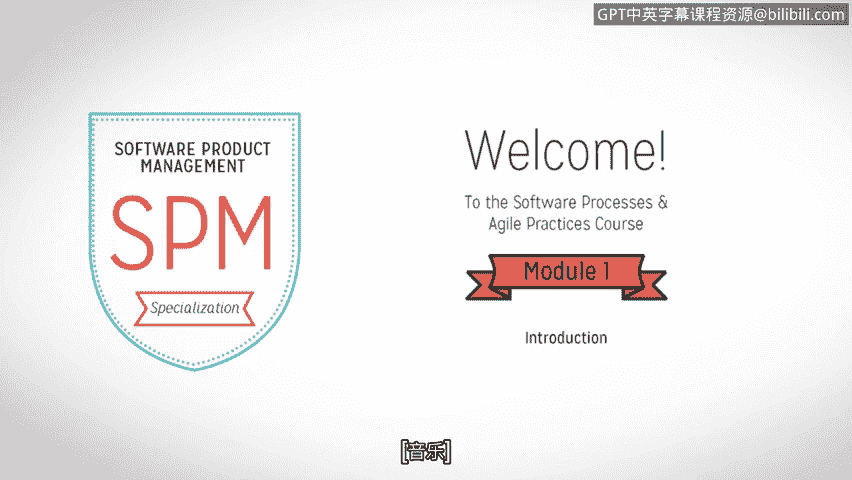 GPT中英字幕课程资源@bilibili.com
SOFTWARE PRODUCT
MANAGEMENT
SPM
Specialization
Welcome!
To the Software Processes &
Agile Practices Course
Module 1
Introduction
[音乐]